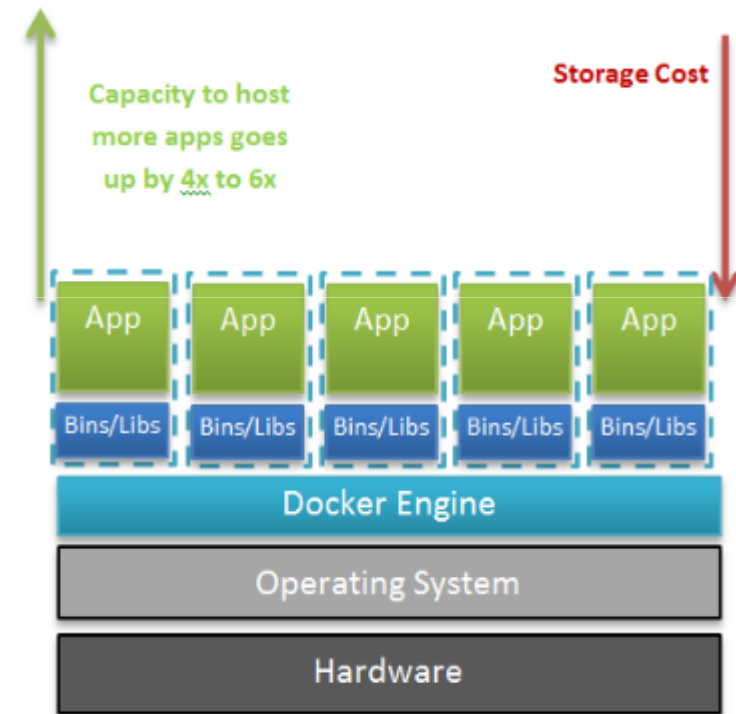 Capacity to host
more apps goes
up by 4x to 6x
Storage Cost
App
App
App
App
App
Bins/Libs
Bins/Libs
Bins/Libs
Bins/Libs
Bins/Libs
Docker Engine
Operating System
Hardware